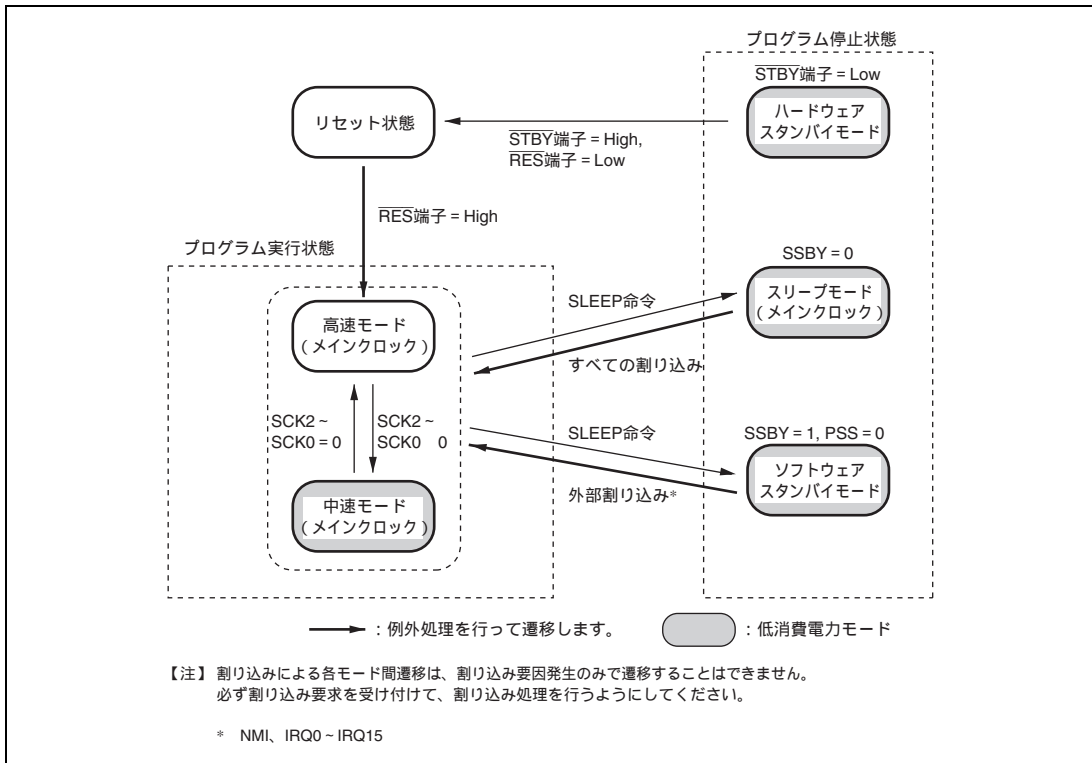 プログラム停止状態
STBY端子 = Low
ハードウェア
スタンバイモード
リセット状態
STBY端子 = High,
RES端子 = Low
RES端子 = High
プログラム実行状態
SSBY = 0
スリープモード
(メインクロック)
SLEEP命令
高速モード
(メインクロック)
すべての割り込み
SCK2 ~
SCK0 = 0
SCK2 ~
SCK0 0
SLEEP命令
SSBY = 1, PSS = 0
ソフトウェア
スタンバイモード
外部割り込み*
中速モード
(メインクロック)
:例外処理を行って遷移します。
:低消費電力モード
【注】 割り込みによる各モード間遷移は、割り込み要因発生のみで遷移することはできません。
必ず割り込み要求を受け付けて、割り込み処理を行うようにしてください。
* NMI、IRQ0 ~ IRQ15